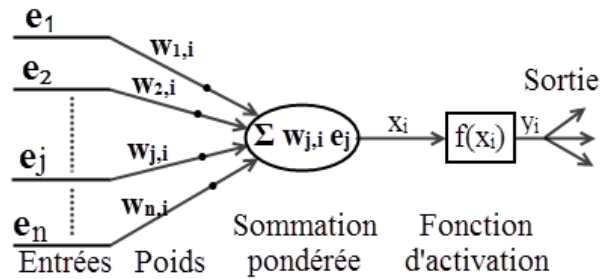 e1
w1,i
e2
w2,i
Sortie
Σ wj,i ej
xi
f(xi)
yi
ej
wj,i
en
wn,i
Entrées
Poids
Sommation
pondérée
Fonction
d'activation